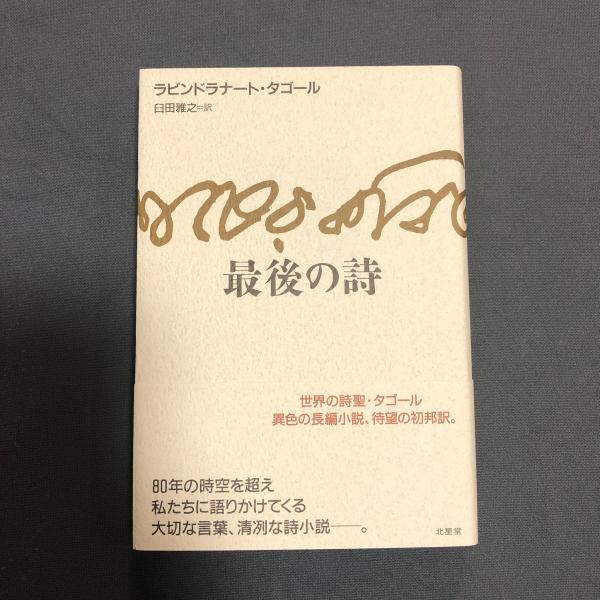 ラビンドラナート・タゴール
臼田雅之＝訳
最後の詩
世界の詩聖・タゴール
異色の長編小説、待望の初邦訳。
80年の時空を超え
私たちに語りかけてくる
大切な言葉、清冽な詩小説──。
北星堂